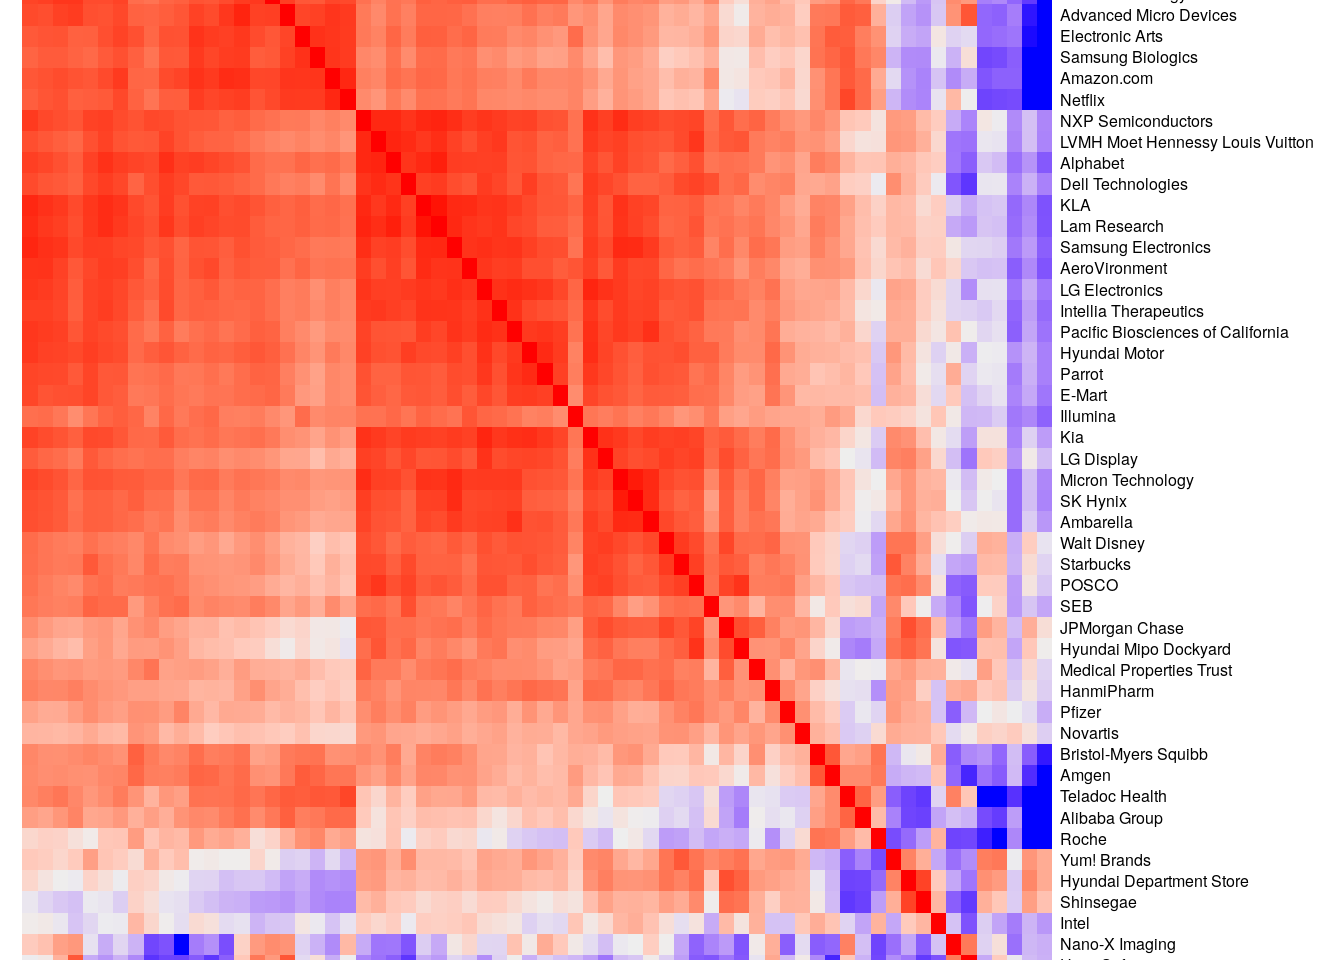 Advanced Micro Devices
Electronic Arts
Samsung Biologics
Amazon.com
Netflix
NXP Semiconductors
LVMH Moet Hennessy Louis Vuitton
Alphabet
Dell Technologies
KLA
Lam Research
Samsung Electronics
AeroVironment
LG Electronics
Intellia Therapeutics
Pacific Biosciences of California
Hyundai Motor
Parrot
E-Mart
Illumina
Kia
LG Display
Micron Technology
SK Hynix
Ambarella
Walt Disney
Starbucks
POSCO
SEB
JPMorgan Chase
Hyundai Mipo Dockyard
Medical Properties Trust
HanmiPharm
Pfizer
Novartis
Bristol-Myers Squibb
Amgen
Teladoc Health
Alibaba Group
Roche
Yum! Brands
Hyundai Department Store
Shinsegae
Intel
Nano-X Imaging